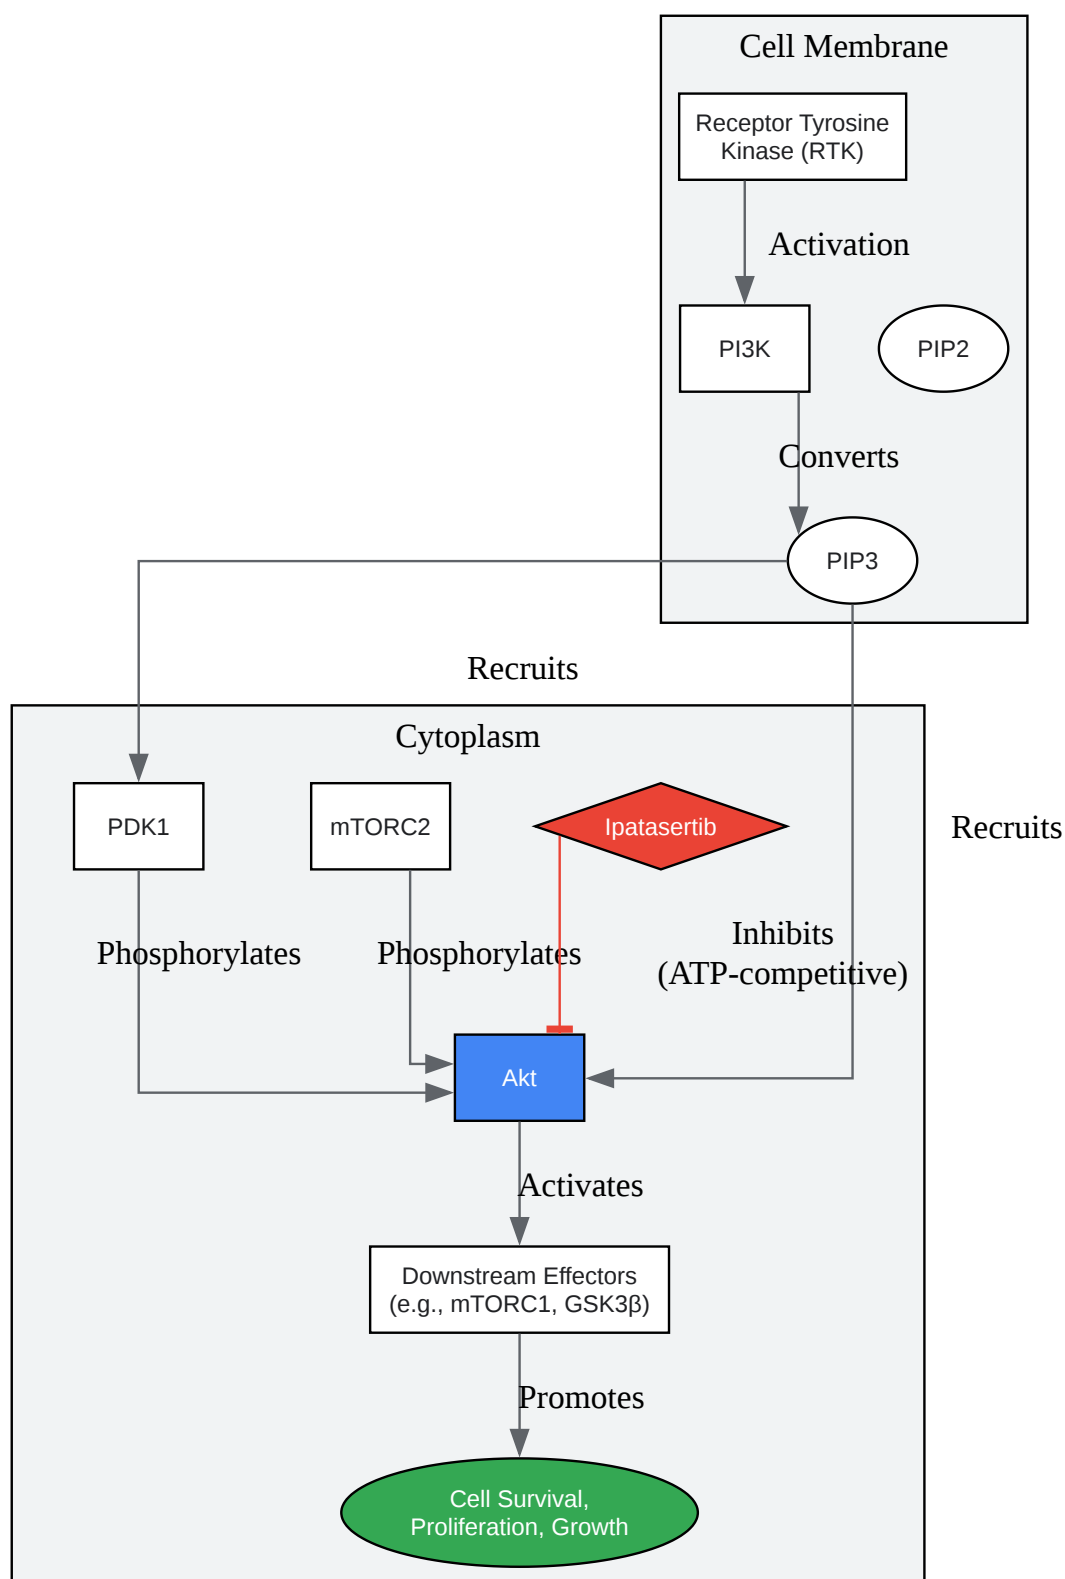 Cell Membrane
Receptor Tyrosine
Kinase (RTK)
Activation
PI3K
PIP2
Converts
PIP3
Recruits
Cytoplasm
PDK1
mTORC2
Ipatasertib
Recruits
Phosphorylates
Phosphorylates
Inhibits
(ATP-competitive)
Akt
Activates
Downstream Effectors
(e.g., mTORC1, GSK3β)
Promotes
Cell Survival,
Proliferation, Growth